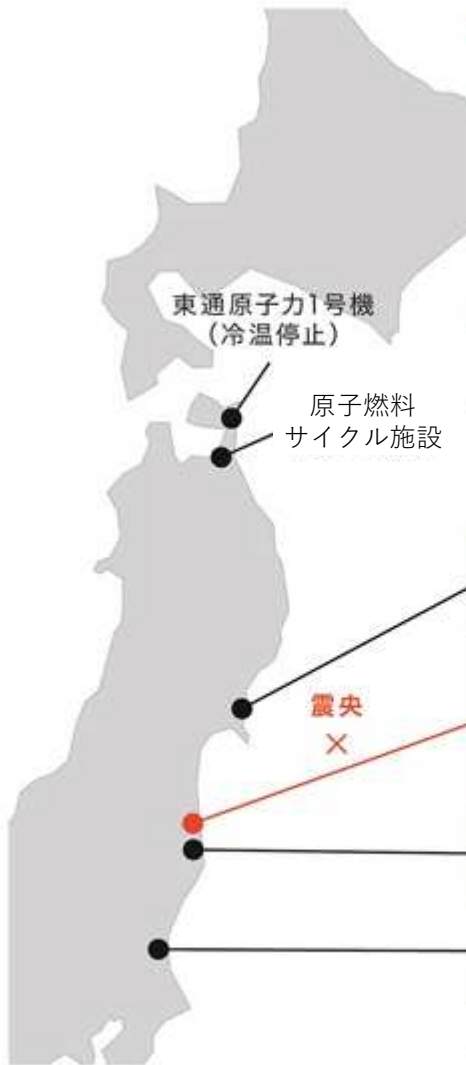 東通原子力1号機
（冷温停止）
原子燃料
サイクル施設
震央